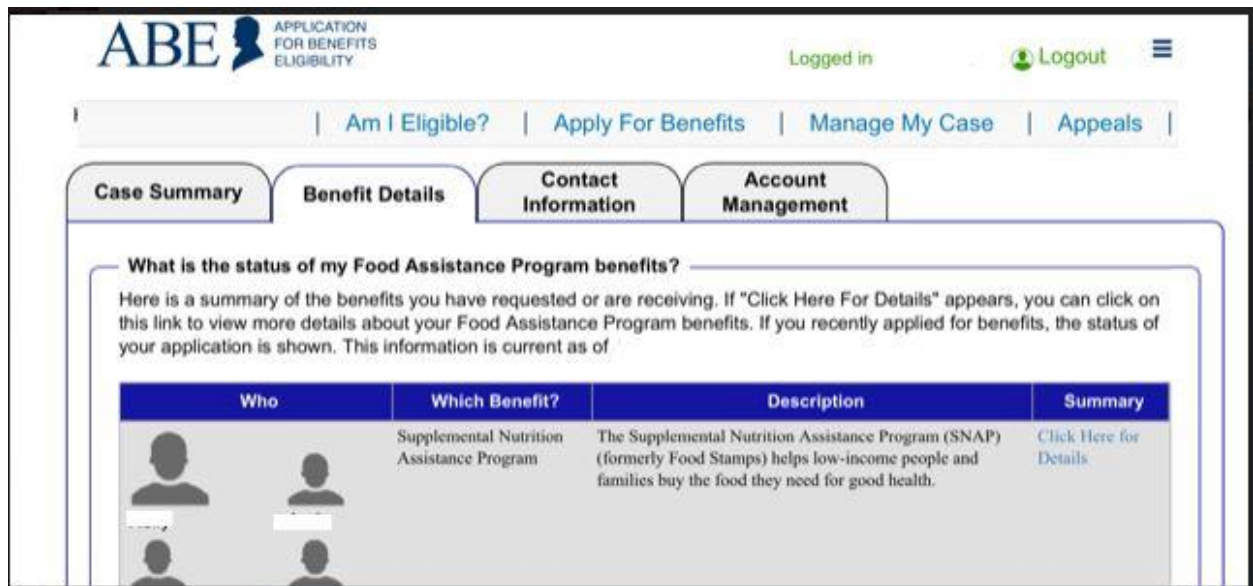 ABE
APPLICATION
FOR BENEFITS
ELIGIBILITY
Logged in
Logout
| Am I Eligible? | Apply For Benefits | Manage My Case | Appeals |
Case Summary
Benefit Details
Contact
Information
Account
Management
What is the status of my Food Assistance Program benefits?
Here is a summary of the benefits you have requested or are receiving. If "Click Here For Details" appears, you can click on
this link to view more details about your Food Assistance Program benefits. If you recently applied for benefits, the status of
your application is shown. This information is current as of
Who
Which Benefit?
Description
Summary
Supplemental Nutrition
Assistance Program
The Supplemental Nutrition Assistance Program (SNAP)
(formerly Food Stamps) helps low-income people and
families buy the food they need for good health.
Click Here for
Details